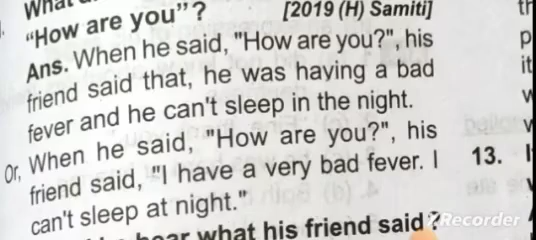 "How are you"? [2019 (H) Samiti]
Ans. When he said, "How are you?", his
friend said that, he was having a bad
fever and he can't sleep in the night.
Or, When he said, "How are you?", his
friend said, "I have a very bad fever. I
can't sleep at night."
what his friend said?
13.
Recorder